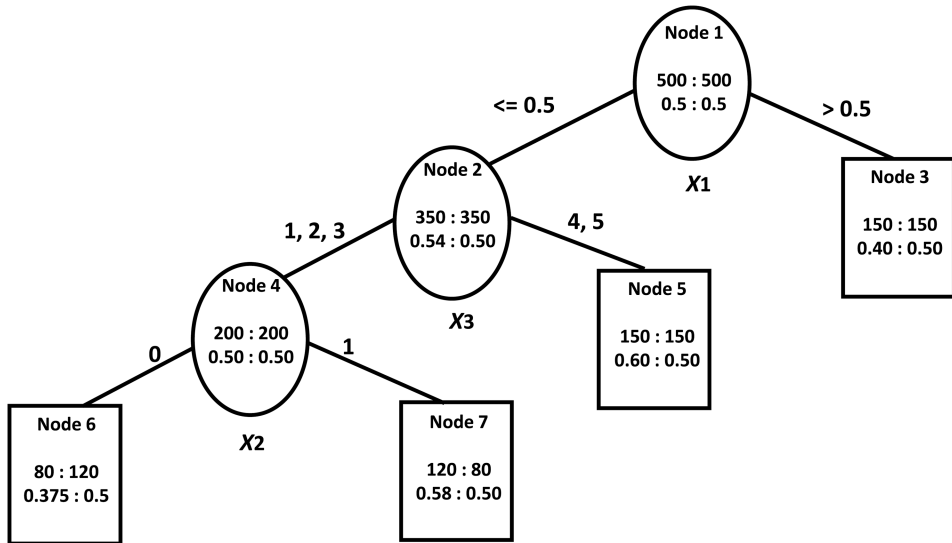 Node 1
500 : 500
0.5 : 0.5
<= 0.5
> 0.5
X1
Node 2
350 : 350
0.54 : 0.50
Node 3
150 : 150
0.40 : 0.50
1, 2, 3
4, 5
X3
Node 4
200 : 200
0.50 : 0.50
Node 5
150 : 150
0.60 : 0.50
0
1
X2
Node 6
80 : 120
0.375 : 0.5
Node 7
120 : 80
0.58 : 0.50